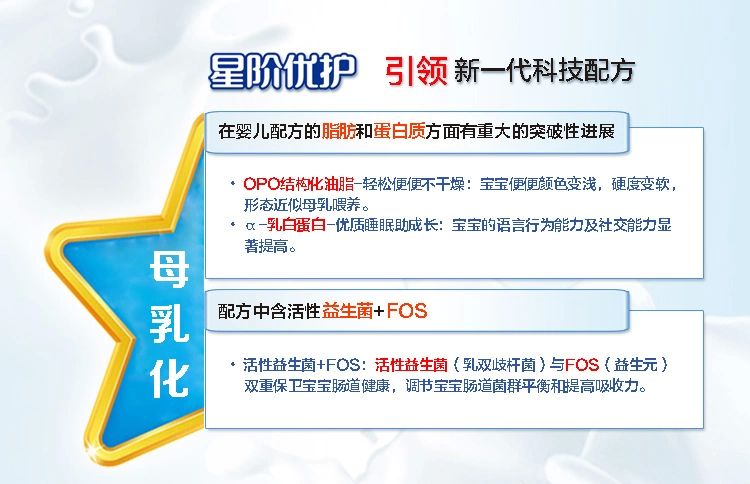 星阶优护 引领 新一代科技配方
在婴儿配方的脂肪和蛋白质方面有重大的突破性进展
• OPO结构化油脂-轻松便便不干燥：宝宝便便颜色变浅，硬度变软，
形态近似母乳喂养。
• α-乳白蛋白-优质睡眠助成长：宝宝的语言行为能力及社交能力显
著提高。
母乳化
配方中含活性益生菌+FOS
• 活性益生菌+FOS：活性益生菌（乳双歧杆菌）与FOS（益生元）
双重保卫宝宝肠道健康，调节宝宝肠道菌群平衡和提高吸收力。